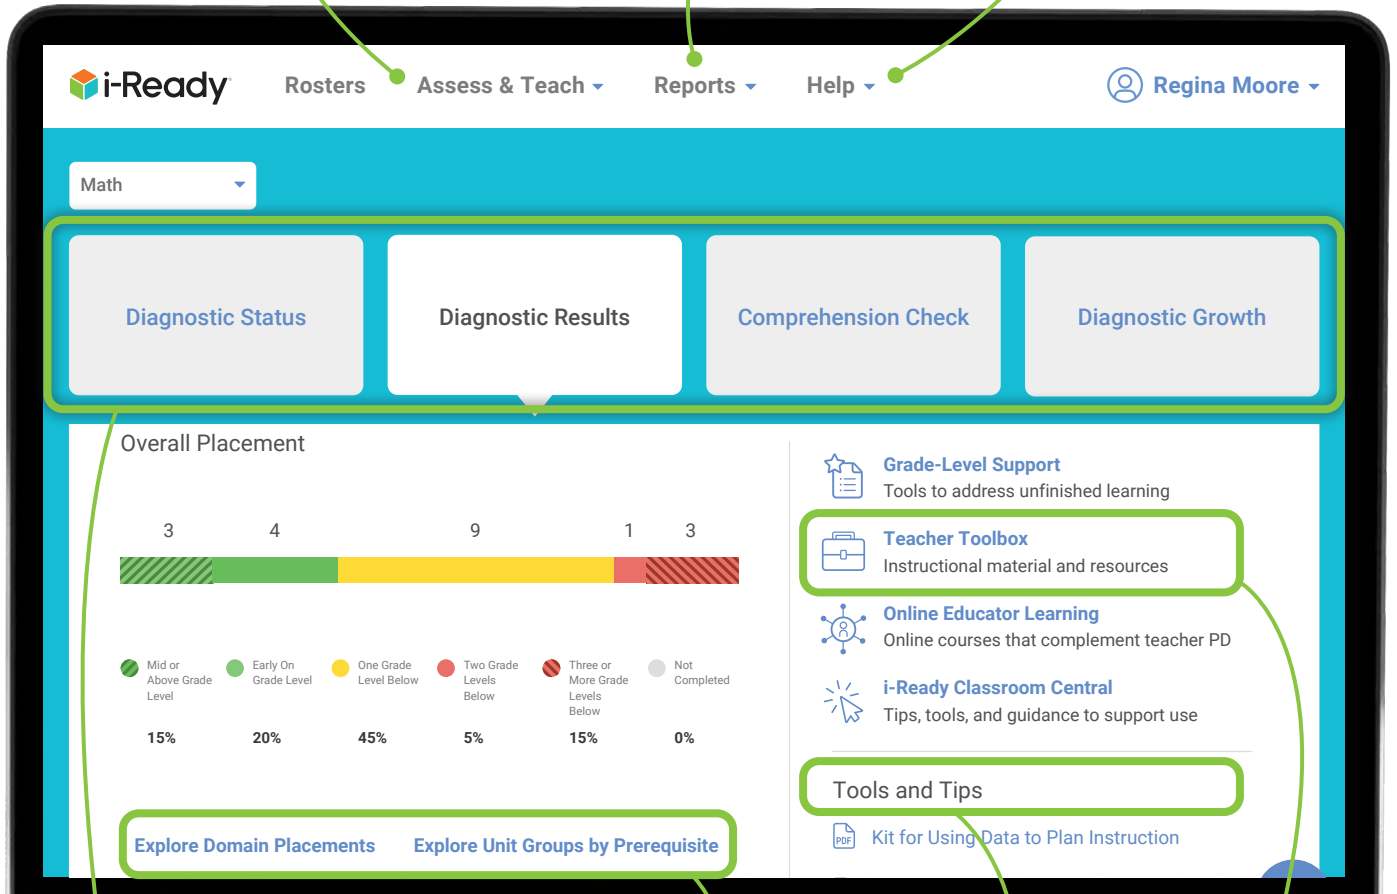 i-Ready
Rosters
Assess & Teach
Reports
Help
Regina Moore
Math
Diagnostic Status
Diagnostic Results
Comprehension Check
Diagnostic Growth
Overall Placement
3 4 9 1 3
Mid or
Above Grade
Level
15%
Early On
Grade Level
20%
One Grade
Level Below
45%
Two Grade
Levels
Below
5%
Three or
More Grade
Levels
Below
15%
Not
Completed
0%
Explore Domain Placements
Explore Unit Groups by Prerequisite
Grade-Level Support
Tools to address unfinished learning
Teacher Toolbox
Instructional material and resources
Online Educator Learning
Online courses that complement teacher PD
i-Ready Classroom Central
Tips, tools, and guidance to support use
Tools and Tips
PDF
Kit for Using Data to Plan Instruction